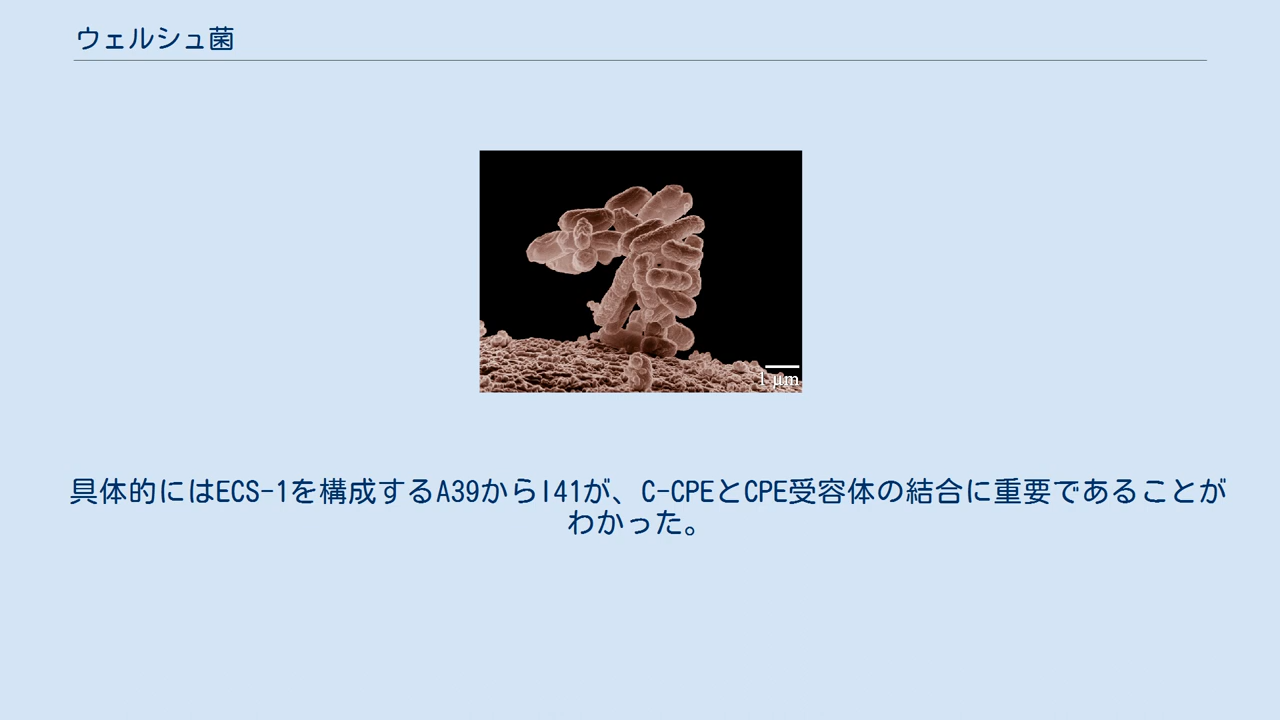 ウェルシュ菌
1 μm
具体的にはECS-1を構成するA39からI41が、C-CPEとCPE受容体の結合に重要であることが
わかった。